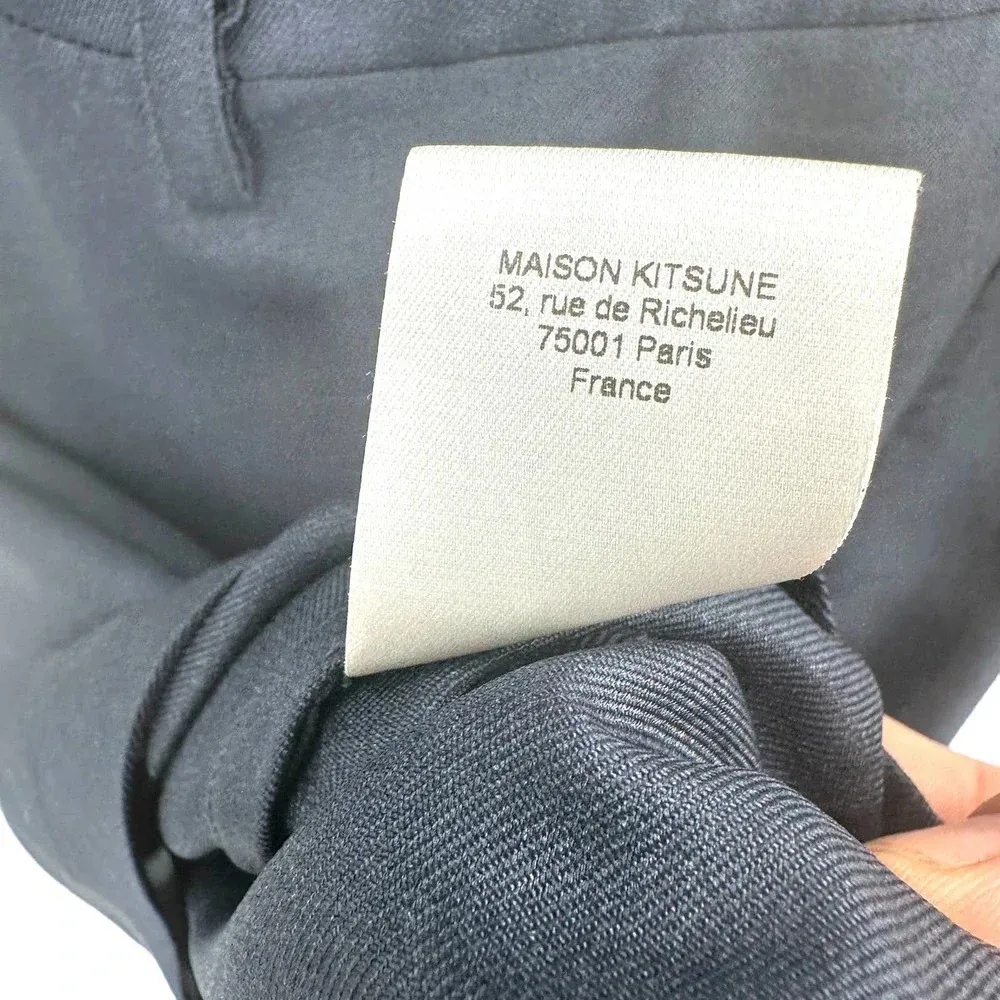 MAISON KITSUNE
52, rue de Richelieu
75001 Paris
France